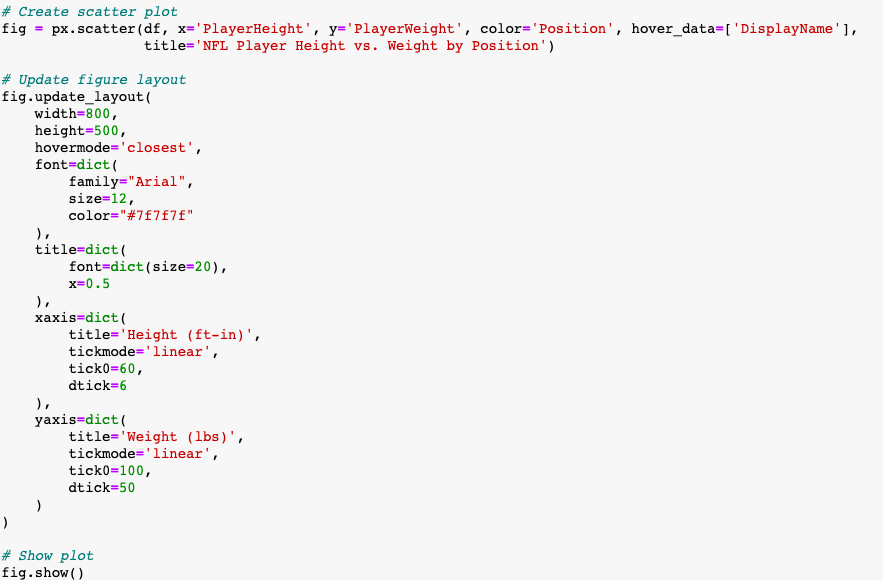 # Create scatter plot
fig = px.scatter(df, x='PlayerHeight', y='PlayerWeight', color='Position', hover_data=['DisplayName'],
                 title='NFL Player Height vs. Weight by Position')

# Update figure layout
fig.update_layout(
    width=800,
    height=500,
    hovermode='closest',
    font=dict(
        family="Arial",
        size=12,
        color="#7f7f7f"
    ),
    title=dict(
        font=dict(size=20),
        x=0.5
    ),
    xaxis=dict(
        title='Height (ft-in)',
        tickmode='linear',
        tick0=60,
        dtick=6
    ),
    yaxis=dict(
        title='Weight (lbs)',
        tickmode='linear',
        tick0=100,
        dtick=50
    )
)

# Show plot
fig.show()